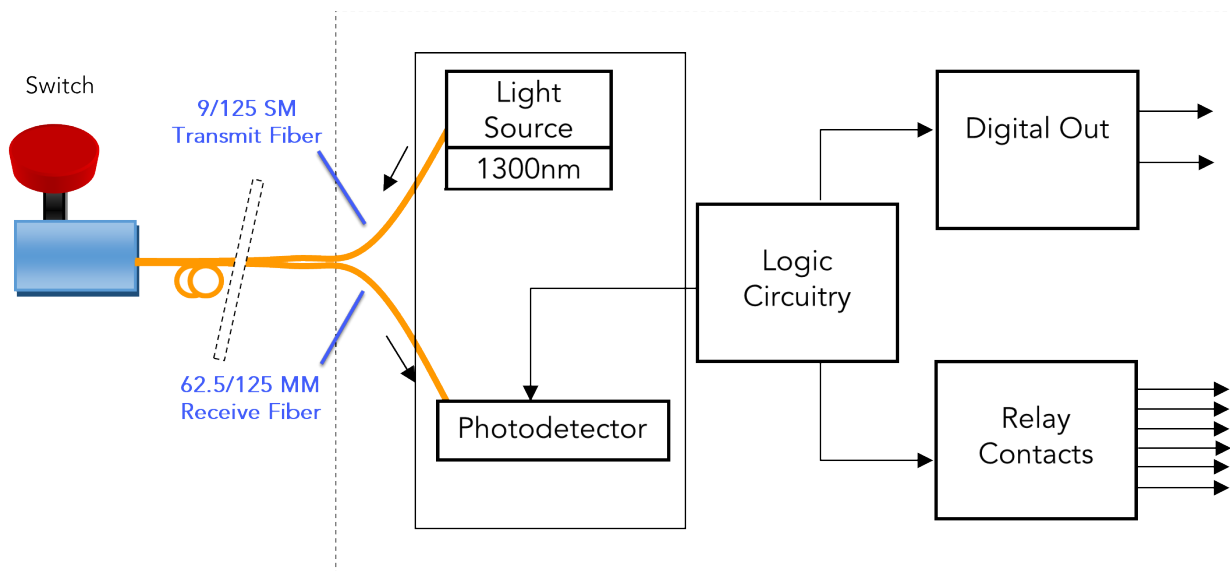 Switch
9/125 SM
Transmit Fiber
Light
Source
1300nm
Digital Out
Logic
Circuitry
62.5/125 MM
Receive Fiber
Photodetector
Relay
Contacts